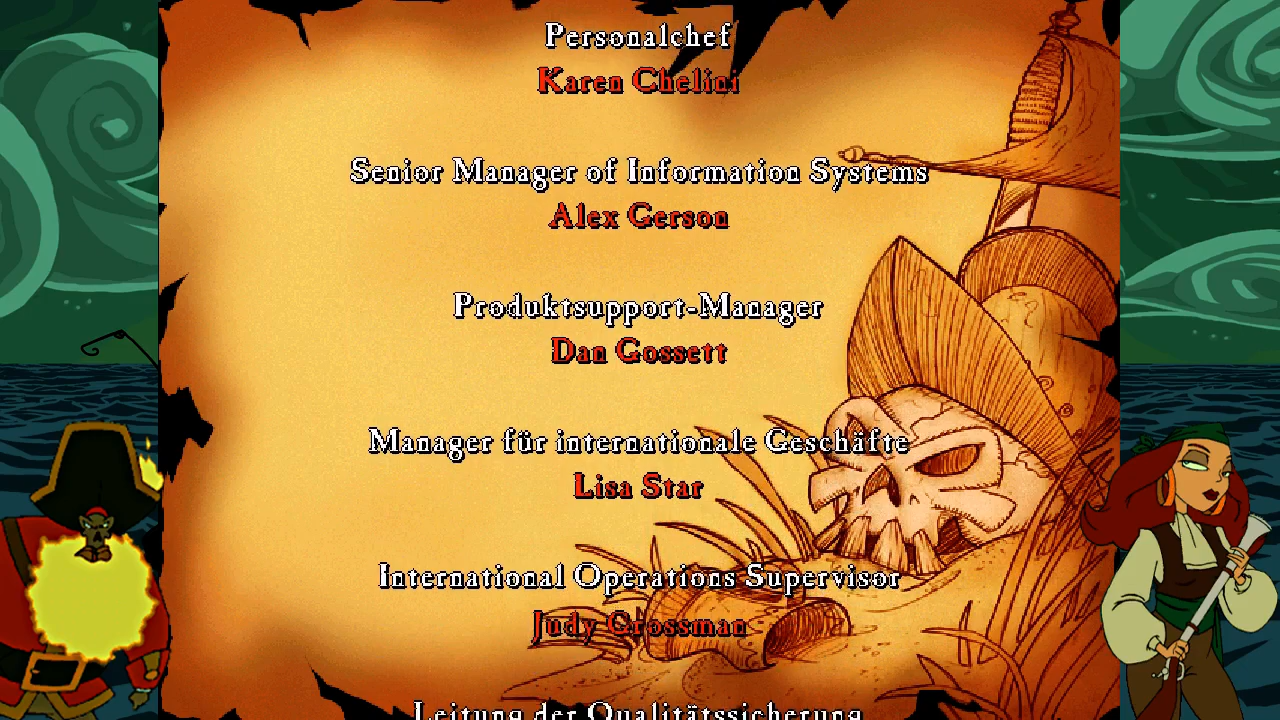 Personalchef
Karen Chelini
Senior Manager of Information Systems
Alex Gerson
Produktsupport-Manager
Dan Gossett
Manager für internationale Geschäfte
Lisa Star
International Operations Supervisor
Judy Grossman
Leitung der Qualitätssicherung